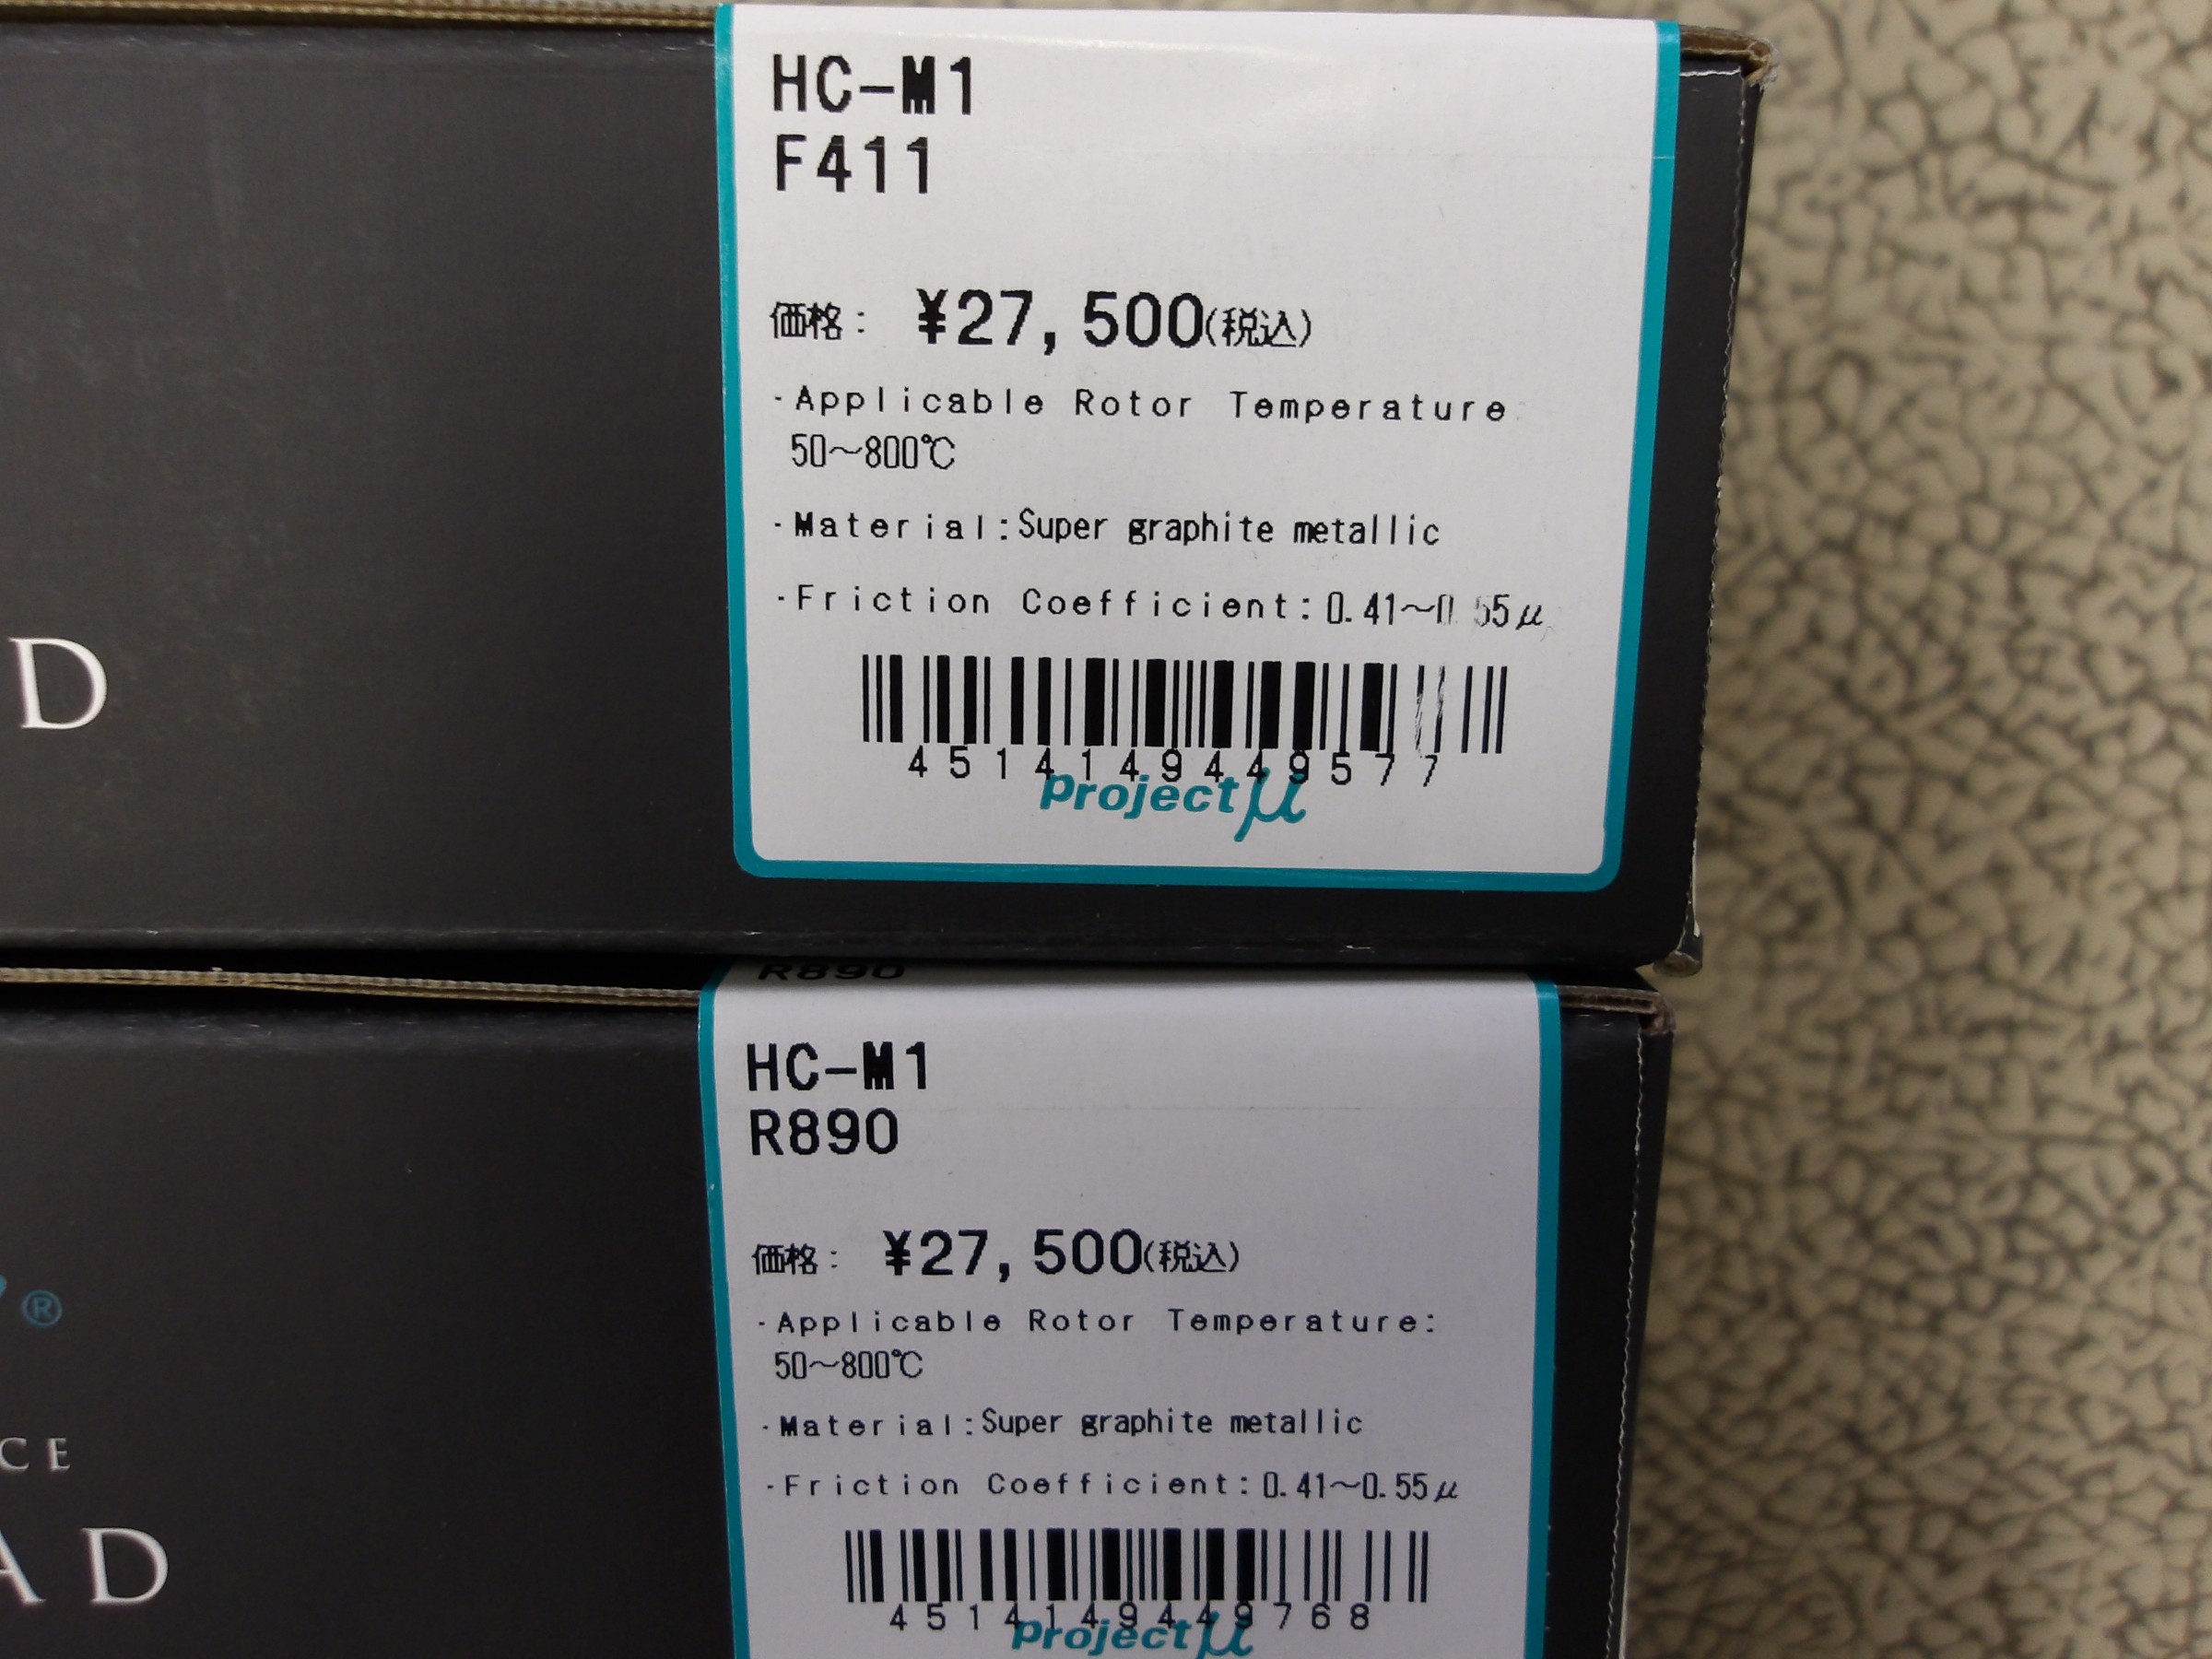 HC-M1
F411
価格: ¥27,500(税込)
・Applicable Rotor Temperature
50～800℃
・Material:Super graphite metallic
・Friction Coefficient:0.41～0.55μ
4514149449577
Project μ
D
R890
HC-M1
R890
価格: ¥27,500(税込)
・Applicable Rotor Temperature:
50～800℃
・Material:Super graphite metallic
・Friction Coefficient:0.41～0.55μ
4514149449768
Project μ
®
CE
AD